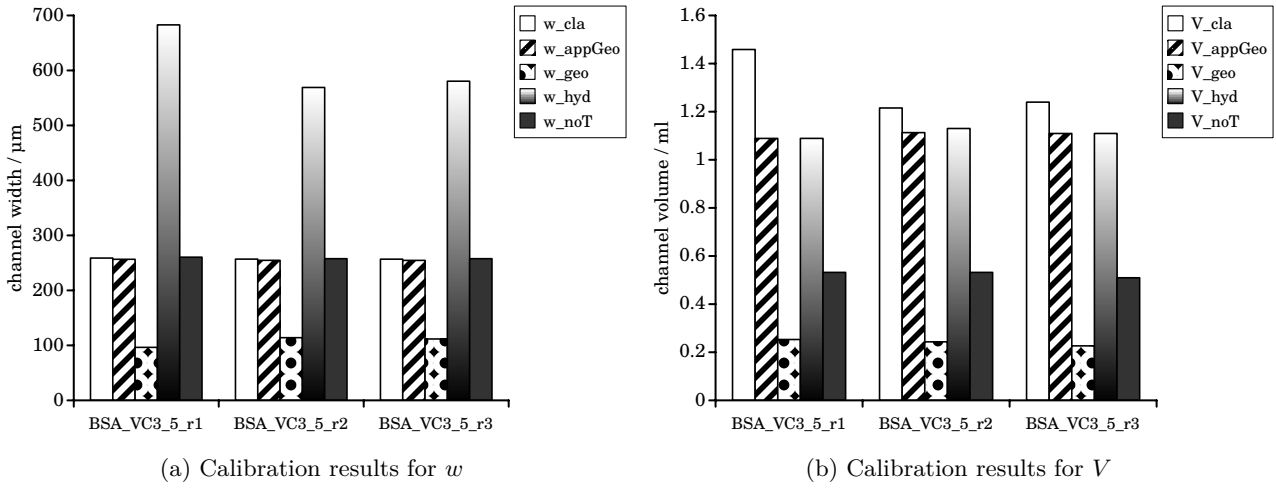 700
600
500
400
300
200
100
0
channel width / µm
BSA_VC3_5_r1
BSA_VC3_5_r2
BSA_VC3_5_r3
w_cla
w_appGeo
w_geo
w_hyd
w_noT
(a) Calibration results for w
1.6
1.4
1.2
1
0.8
0.6
0.4
0.2
0
channel volume / ml
BSA_VC3_5_r1
BSA_VC3_5_r2
BSA_VC3_5_r3
V_cla
V_appGeo
V_geo
V_hyd
V_noT
(b) Calibration results for V